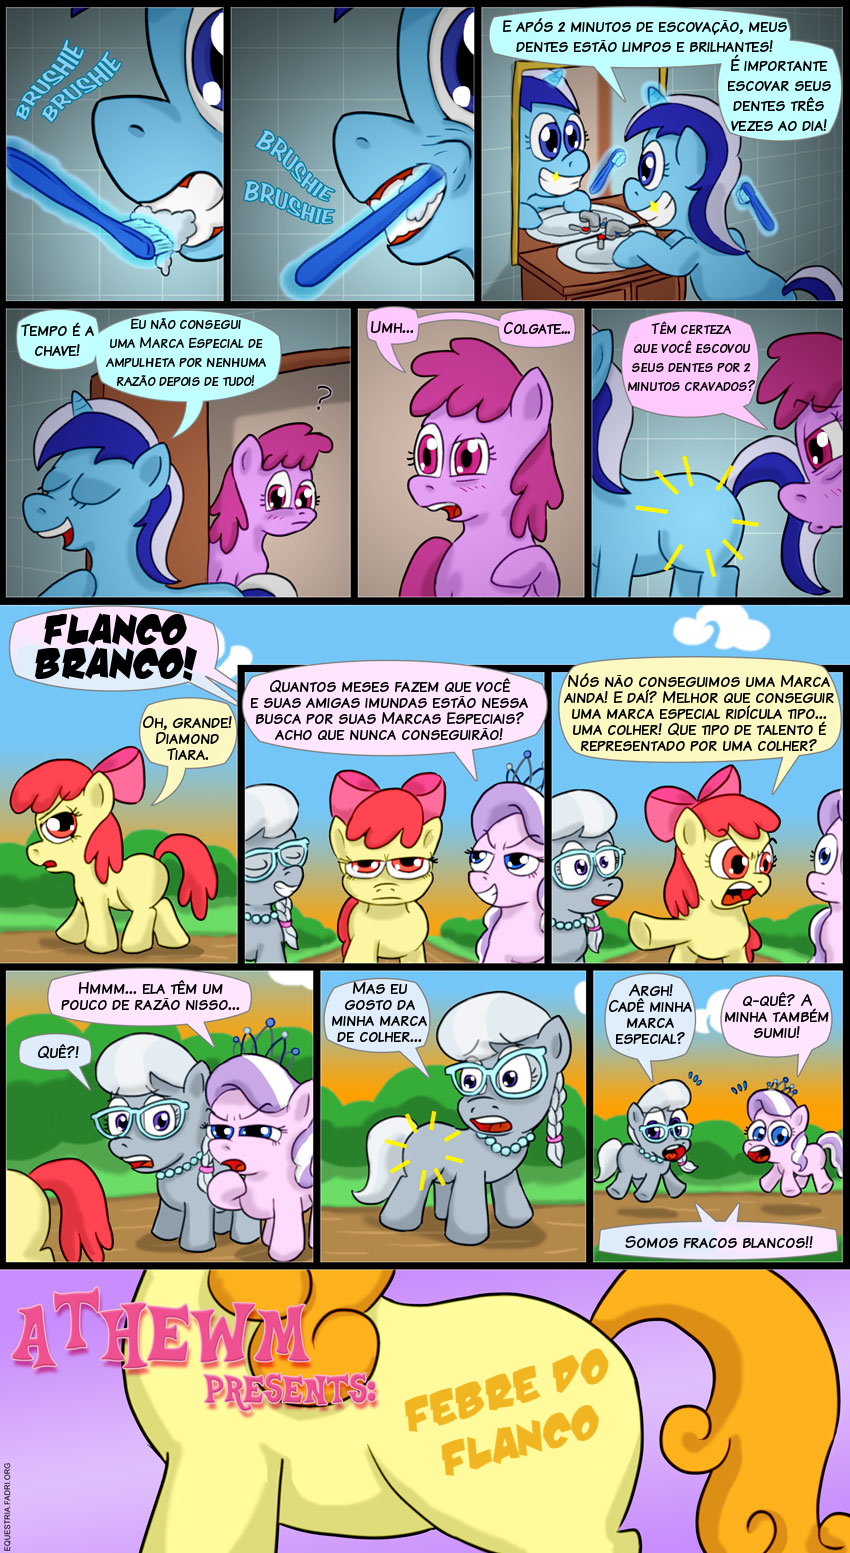 BRUSHIE
BRUSHIE
BRUSHIE
BRUSHIE
E APÓS 2 MINUTOS DE ESCOVAÇÃO, MEUS
DENTES ESTÃO LIMPOS E BRILHANTES!
É IMPORTANTE
ESCOVAR SEUS
DENTES TRÊS
VEZES AO DIA!
TEMPO É A
CHAVE!
EU NÃO CONSEGUI
UMA MARCA ESPECIAL DE
AMPULHETA POR NENHUMA
RAZÃO DEPOIS DE TUDO!
?
UMH...
COLGATE...
TÊM CERTEZA
QUE VOCÊ ESCOVOU
SEUS DENTES POR 2
MINUTOS CRAVADOS?
FLANCO
BRANCO!
OH, GRANDE!
DIAMOND
TIARA.
QUANTOS MESES FAZEM QUE VOCÊ
E SUAS AMIGAS IMUNDAS ESTÃO NESSA
BUSCA POR SUAS MARCAS ESPECIAIS?
ACHO QUE NUNCA CONSEGUIRÃO!
NÓS NÃO CONSEGUIMOS UMA MARCA
AINDA! E DAÍ? MELHOR QUE CONSEGUIR
UMA MARCA ESPECIAL RIDÍCULA TIPO...
UMA COLHER! QUE TIPO DE TALENTO É
REPRESENTADO POR UMA COLHER?
HMMM... ELA TÊM UM
POUCO DE RAZÃO NISSO...
QUÊ?!
MAS EU
GOSTO DA
MINHA MARCA
DE COLHER...
ARGH!
CADÊ MINHA
MARCA
ESPECIAL?
Q-QUÊ? A
MINHA TAMBÉM
SUMIU!
SOMOS FRACOS BLANCOS!!
ATHEWM
PRESENTS:
FEBRE DO
FLANCO
EQUESTRIA.FADRI.ORG